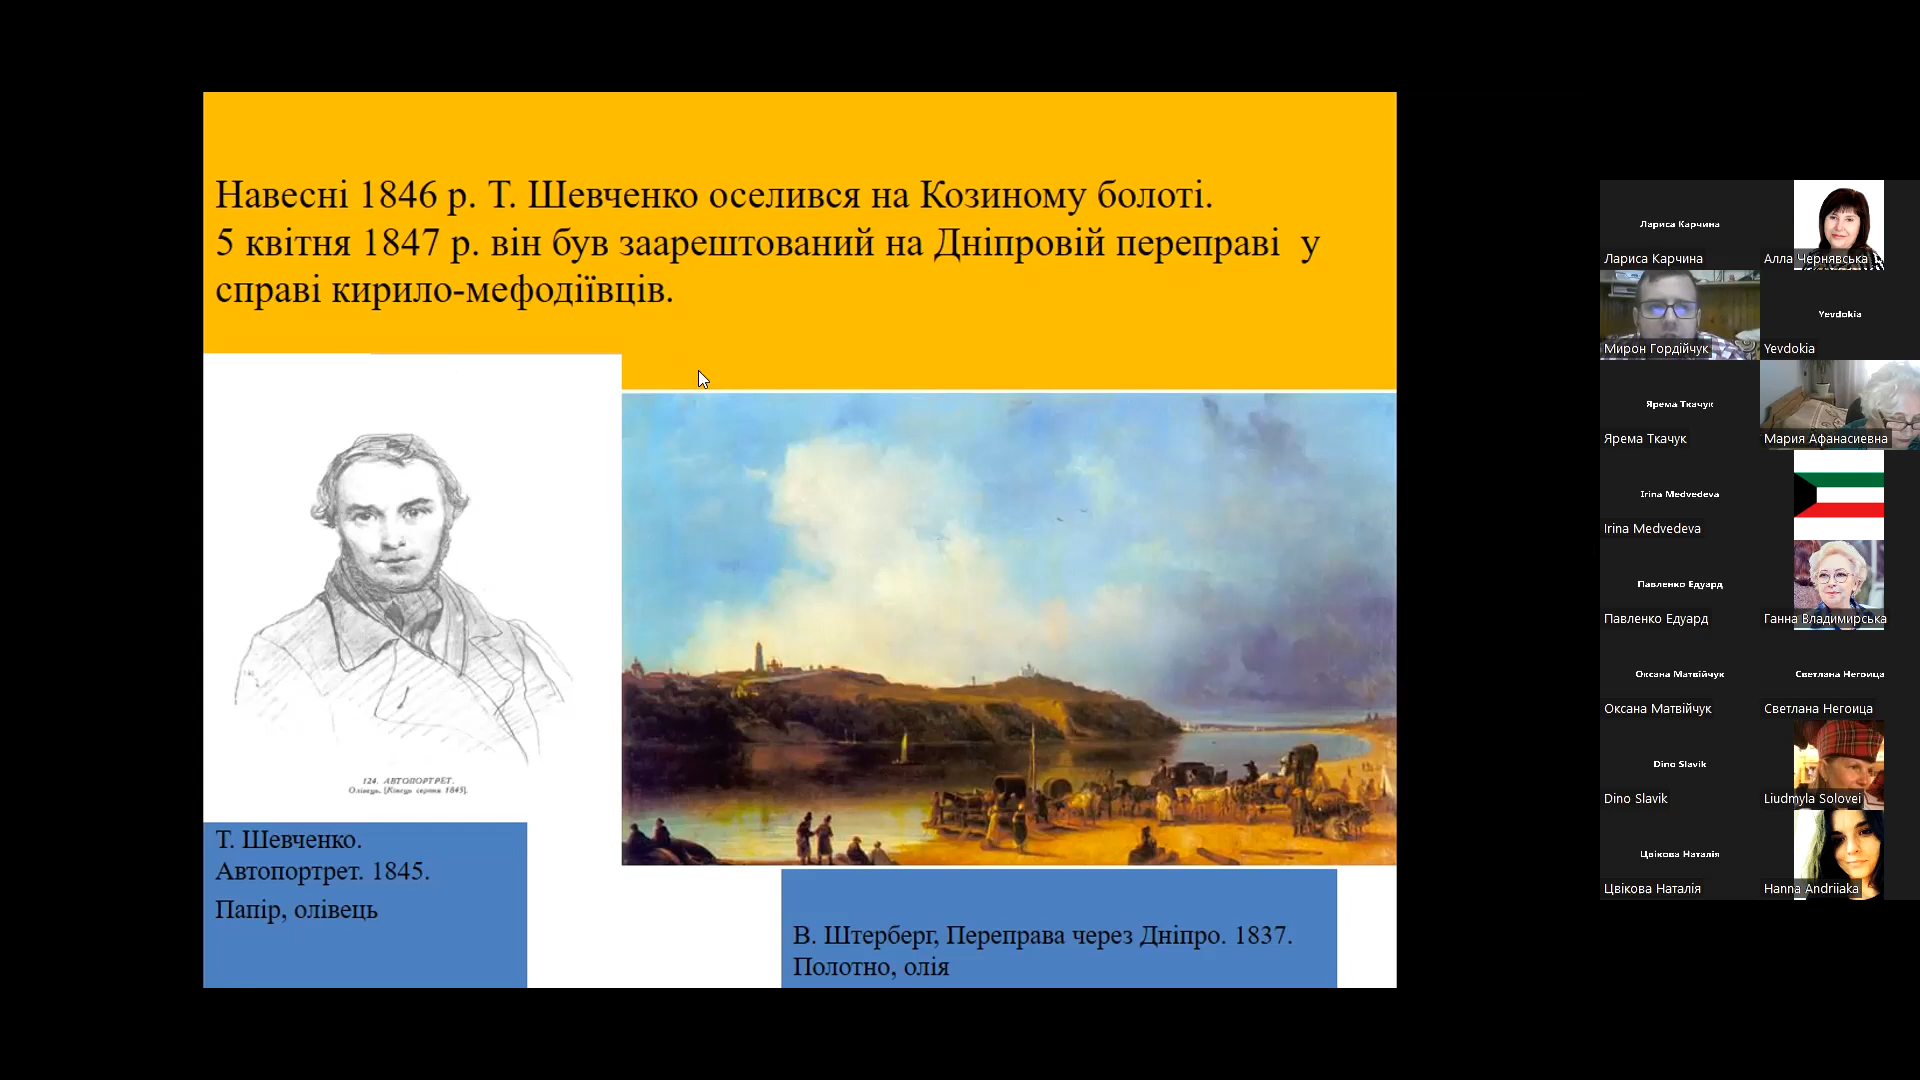 Навесні 1846 р. Т. Шевченко оселився на Козиному болоті.
5 квітня 1847 р. він був заарештований на Дніпровій переправі у
справі кирило-мефодіївців.
124. АВТОПОРТРЕТ.
Олівець. [Кінець серпня 1845].
Т. Шевченко.
Автопортрет. 1845.
Папір, олівець
В. Штерберг, Переправа через Дніпро. 1837.
Полотно, олія
Лариса Карчина
Лариса Карчина
Алла Чернявська
Мирон Гордійчук
Yevdokia
Yevdokia
Ярема Ткачук
Ярема Ткачук
Мария Афанасиевна
Irina Medvedeva
Irina Medvedeva
Павленко Едуард
Павленко Едуард
Ганна Владимирська
Оксана Матвійчук
Оксана Матвійчук
Светлана Негоица
Светлана Негоица
Dino Slavik
Dino Slavik
Liudmyla Solovei
Цвікова Наталія
Цвікова Наталія
Hanna Andriiaka